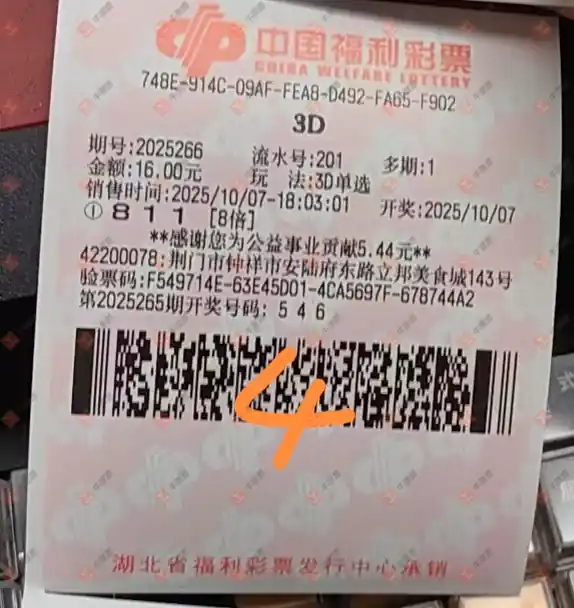 中国福利彩票
CHINA WELFARE LOTTERY
748E-914C-09AF-FEA8-D492-FA65-F902
3D
期号:2025266 流水号:201 多期:1
金额:16.00元 玩 法:3D单选
销售时间:2025/10/07-18:03:01 开奖:2025/10/07
① 8 1 1 [8倍]
**感谢您为公益事业贡献5.44元**
42200078:荆门市钟祥市安陆府东路立邦美食城143号
验票码:F549714E-63E45D01-4CA5697F-678744A2
第2025265期开奖号码: 5 4 6
4
湖北省福利彩票发行中心承销